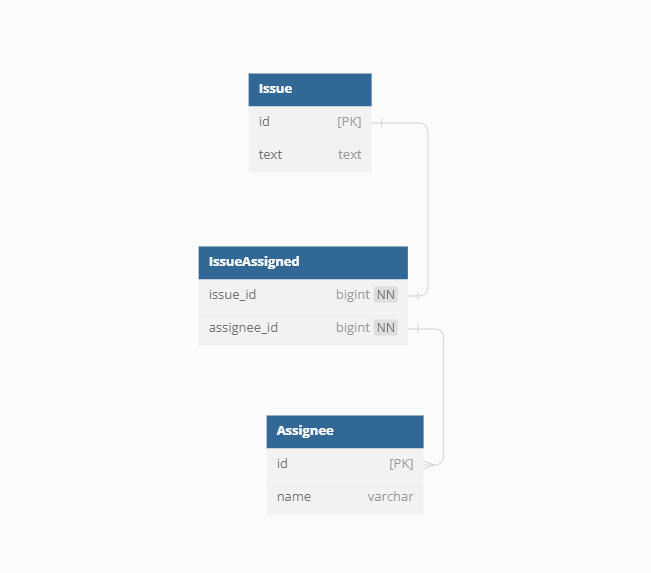 Issue
id [PK]
text text
IssueAssigned
issue_id bigint NN
assignee_id bigint NN
Assignee
id [PK]
name varchar